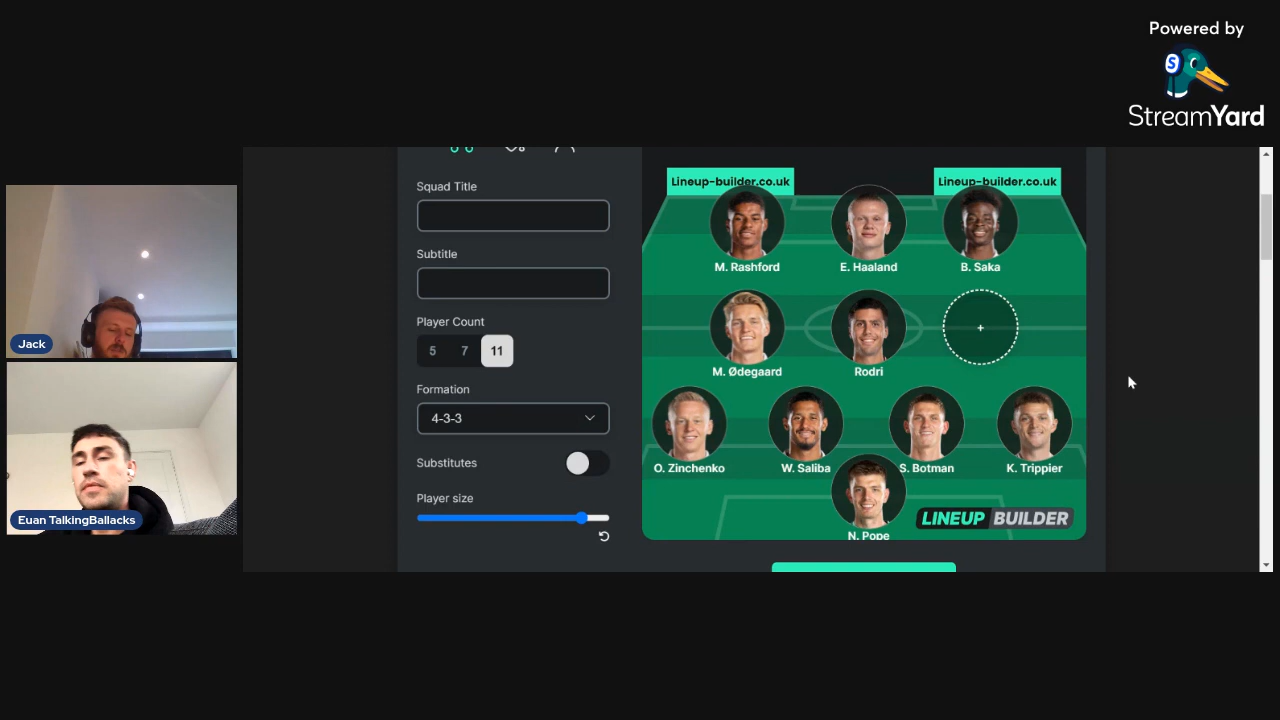 Powered by
StreamYard
Jack
Euan TalkingBallacks
Squad Title
Subtitle
Player Count
5 7 11
Formation
4-3-3
Substitutes
Player size
Lineup-builder.co.uk Lineup-builder.co.uk
M. Rashford E. Haaland B. Saka
+
M. Ødegaard Rodri
O. Zinchenko W. Saliba S. Botman K. Trippier
LINEUP BUILDER
N. Pope